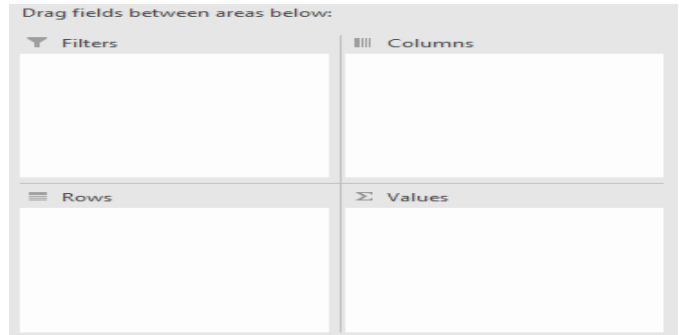 Drag fields between areas below:
Filters
Columns
Rows
Σ Values